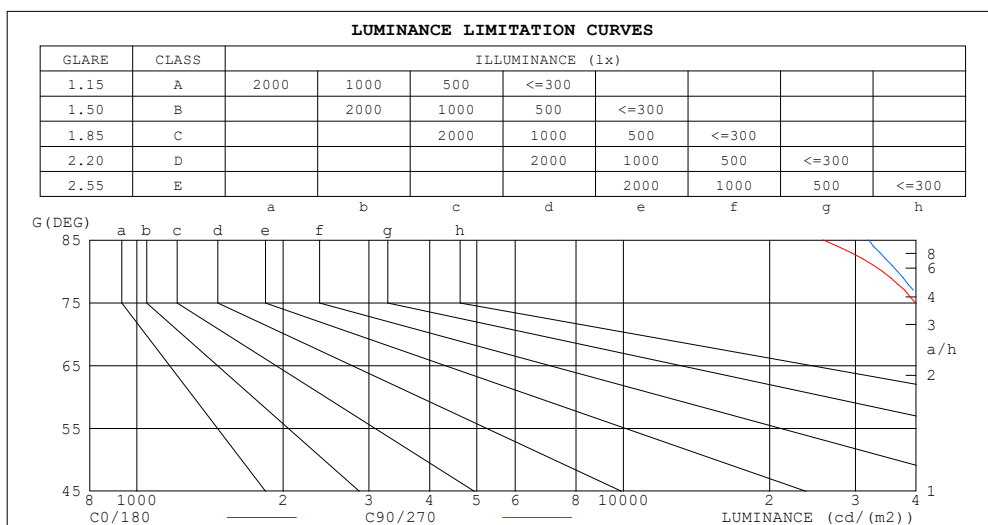 LUMINANCE LIMITATION CURVES
GLARE CLASS ILLUMINANCE (lx)
1.15 A 2000 1000 500 <=300
1.50 B 2000 1000 500 <=300
1.85 C 2000 1000 500 <=300
2.20 D 2000 1000 500 <=300
2.55 E 2000 1000 500 <=300
a b c d e f g h
G(DEG)
85 a b c d e f g h
8
6
75 4
3
a/h
65 2
55
45 1
8 1000 2 3 4 5 6 8 10000 2 3 4
C0/180 C90/270 LUMINANCE (cd/(m2))